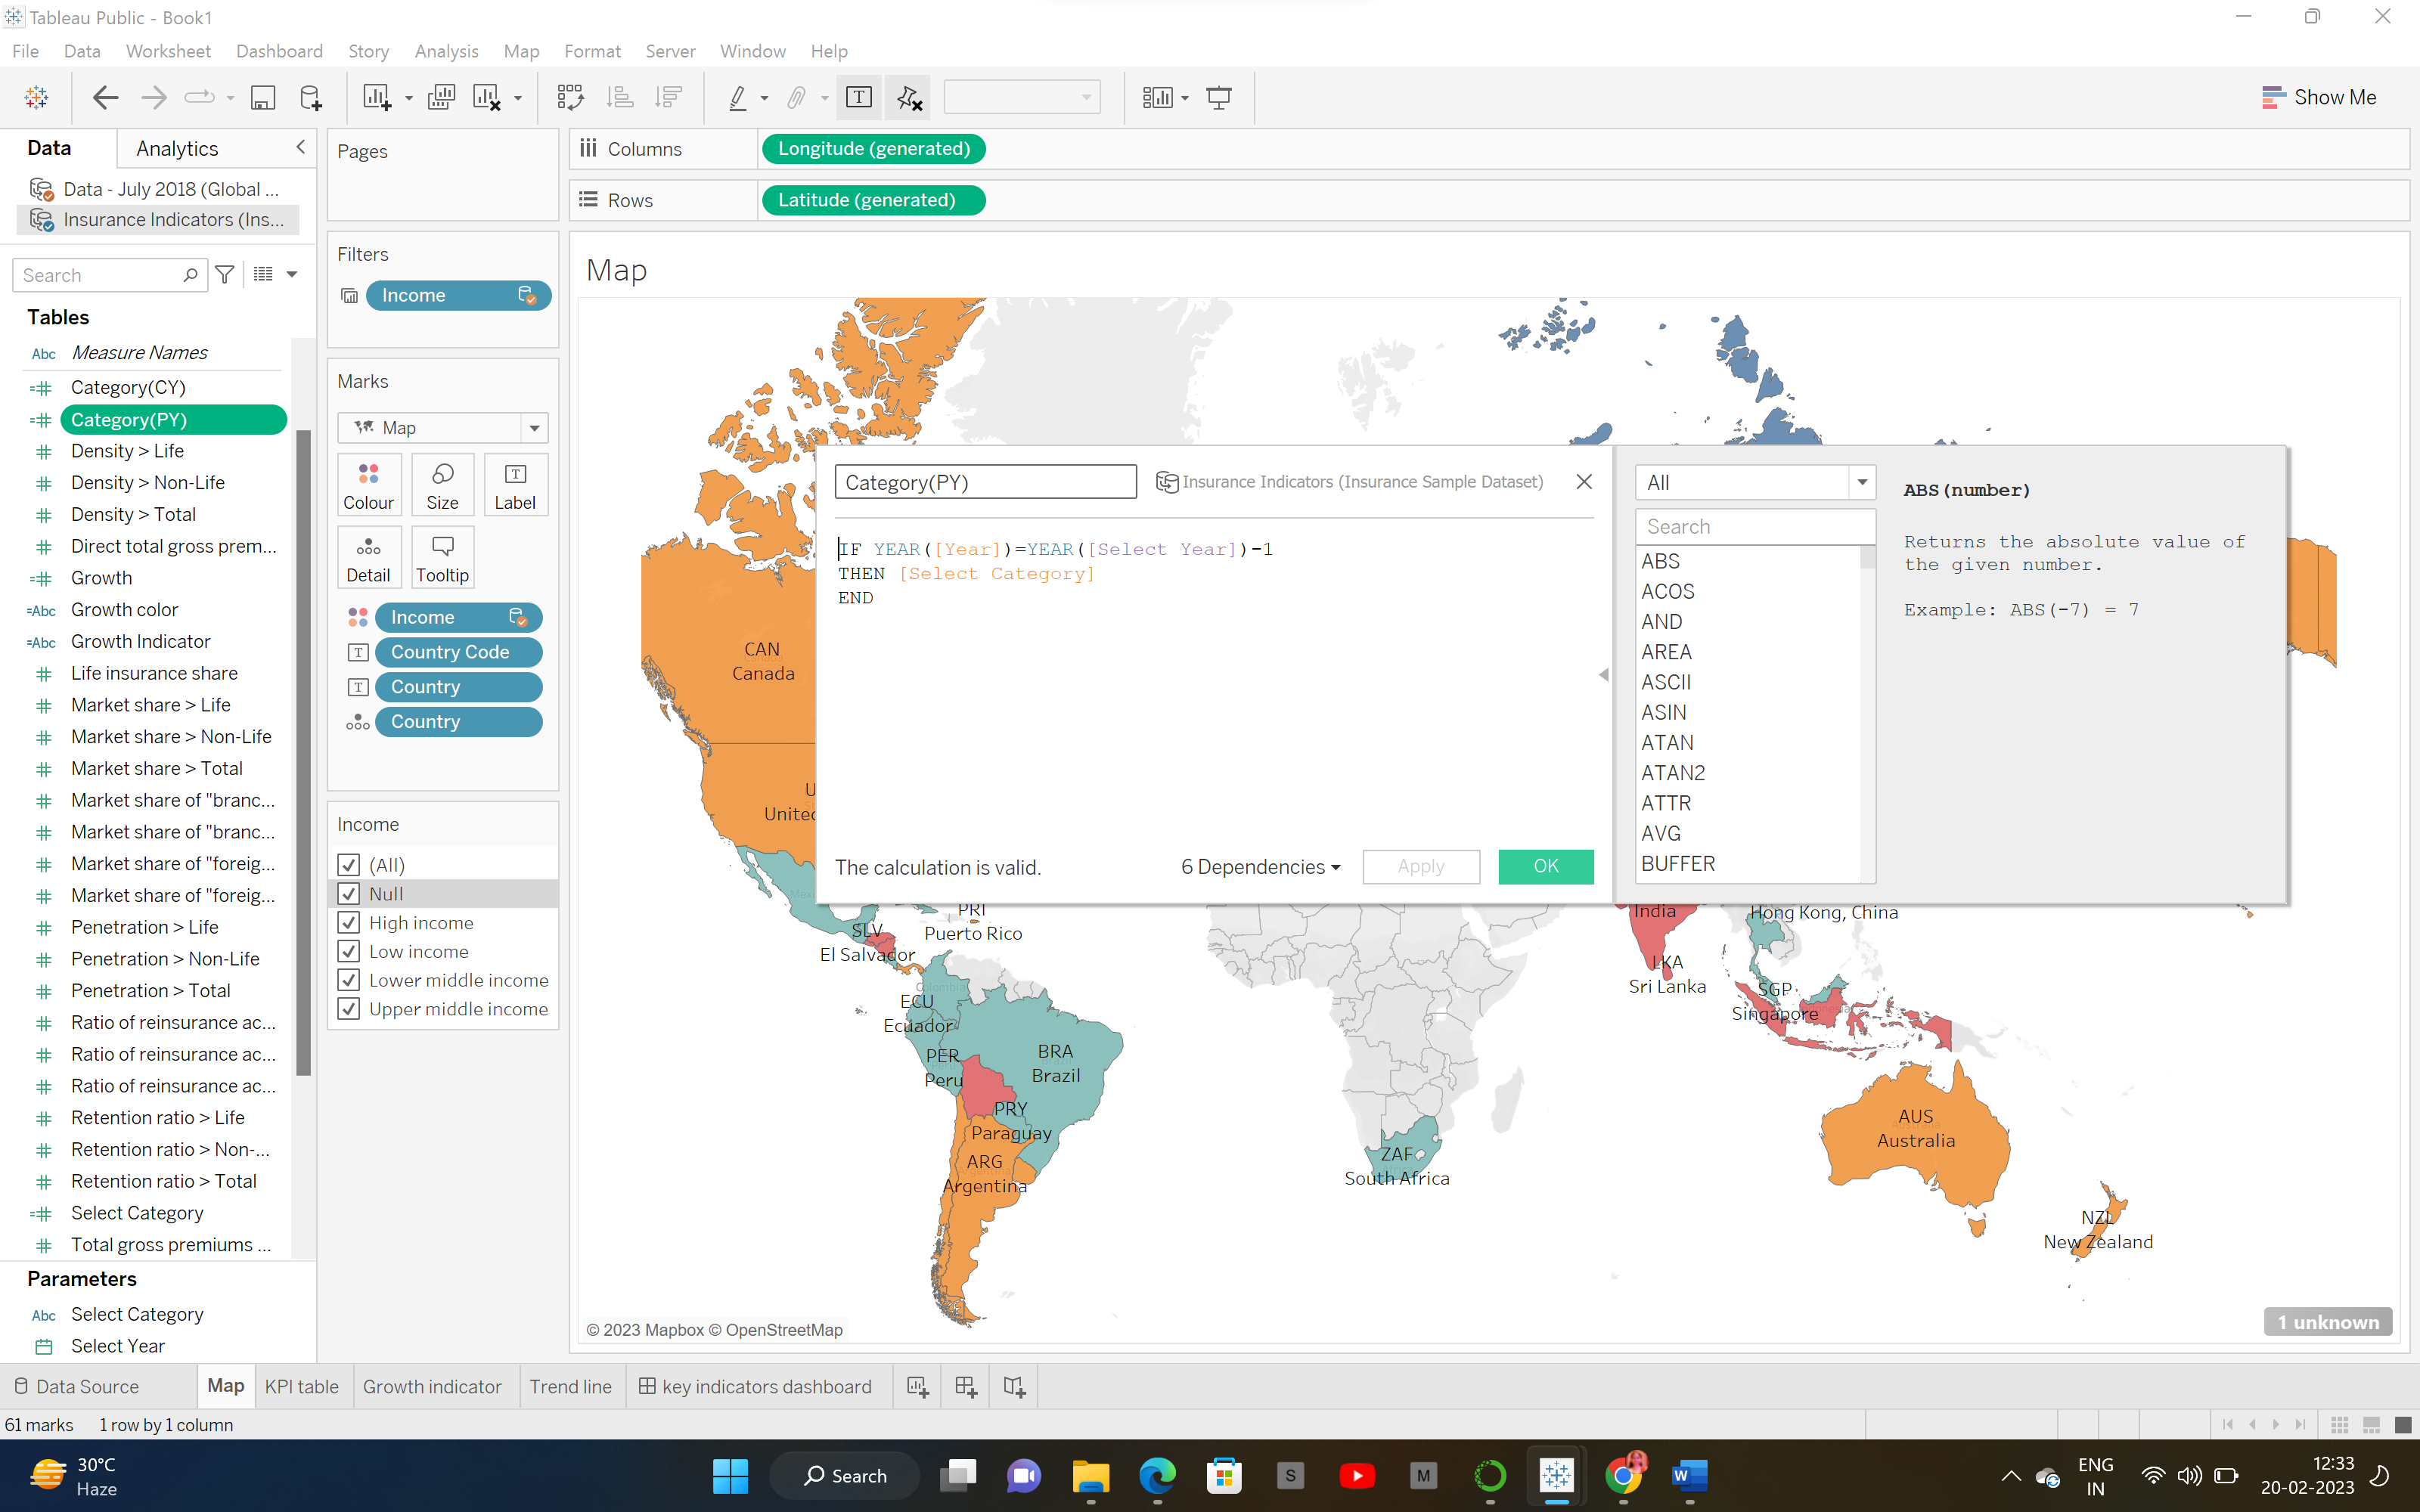 Tableau Public - Book1
File Data Worksheet Dashboard Story Analysis Map Format Server Window Help
Show Me
Data Analytics
Data - July 2018 (Global ...
Insurance Indicators (Ins...
Search
Tables
Abc Measure Names
Category(CY)
Category(PY)
Density > Life
Density > Non-Life
Density > Total
Direct total gross prem...
Growth
=Abc Growth color
=Abc Growth Indicator
Life insurance share
Market share > Life
Market share > Non-Life
Market share > Total
Market share of "branc...
Market share of "branc...
Market share of "foreig...
Market share of "foreig...
Penetration > Life
Penetration > Non-Life
Penetration > Total
Ratio of reinsurance ac...
Ratio of reinsurance ac...
Ratio of reinsurance ac...
Retention ratio > Life
Retention ratio > Non-...
Retention ratio > Total
Select Category
Total gross premiums ...
Parameters
Abc Select Category
Select Year
Pages
Filters
Income
Marks
Map
Colour Size Label
Detail Tooltip
Income
Country Code
Country
Country
Income
(All)
Null
High income
Low income
Lower middle income
Upper middle income
Columns Longitude (generated)
Rows Latitude (generated)
Map
CAN
Canada
U
Unitec
Category(PY)
Insurance Indicators (Insurance Sample Dataset)
IF YEAR([Year])=YEAR([Select Year])-1
THEN [Select Category]
END
The calculation is valid.
6 Dependencies
Apply
OK
All
Search
ABS
ACOS
AND
AREA
ASCII
ASIN
ATAN
ATAN2
ATTR
AVG
BUFFER
ABS(number)
Returns the absolute value of
the given number.
Example: ABS(-7) = 7
PRI
Puerto Rico
SLV
El Salvador
ECU
Ecuador
PER
Peru
BRA
Brazil
PRY
Paraguay
ARG
Argentina
ZAF
South Africa
India
LKA
Sri Lanka
Hong Kong, China
SGP
Singapore
AUS
Australia
NZL
New Zealand
© 2023 Mapbox © OpenStreetMap
1 unknown
Data Source Map KPI table Growth indicator Trend line key indicators dashboard
61 marks 1 row by 1 column
30°C
Haze
Search
S
M
W
ENG
IN
12:33
20-02-2023